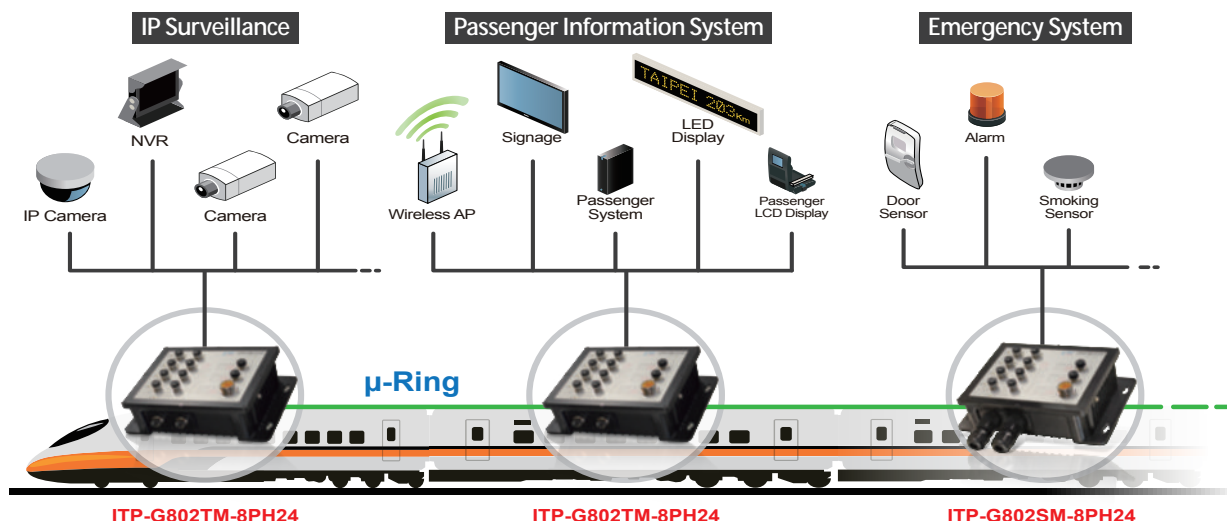 IP Surveillance
Passenger Information System
Emergency System
NVR
Camera
IP Camera
Camera
Signage
TAIPEI 203Km
LED
Display
Wireless AP
Passenger
System
Passenger
LCD Display
Alarm
Door
Sensor
Smoking
Sensor
µ-Ring
ITP-G802TM-8PH24
ITP-G802TM-8PH24
ITP-G802SM-8PH24